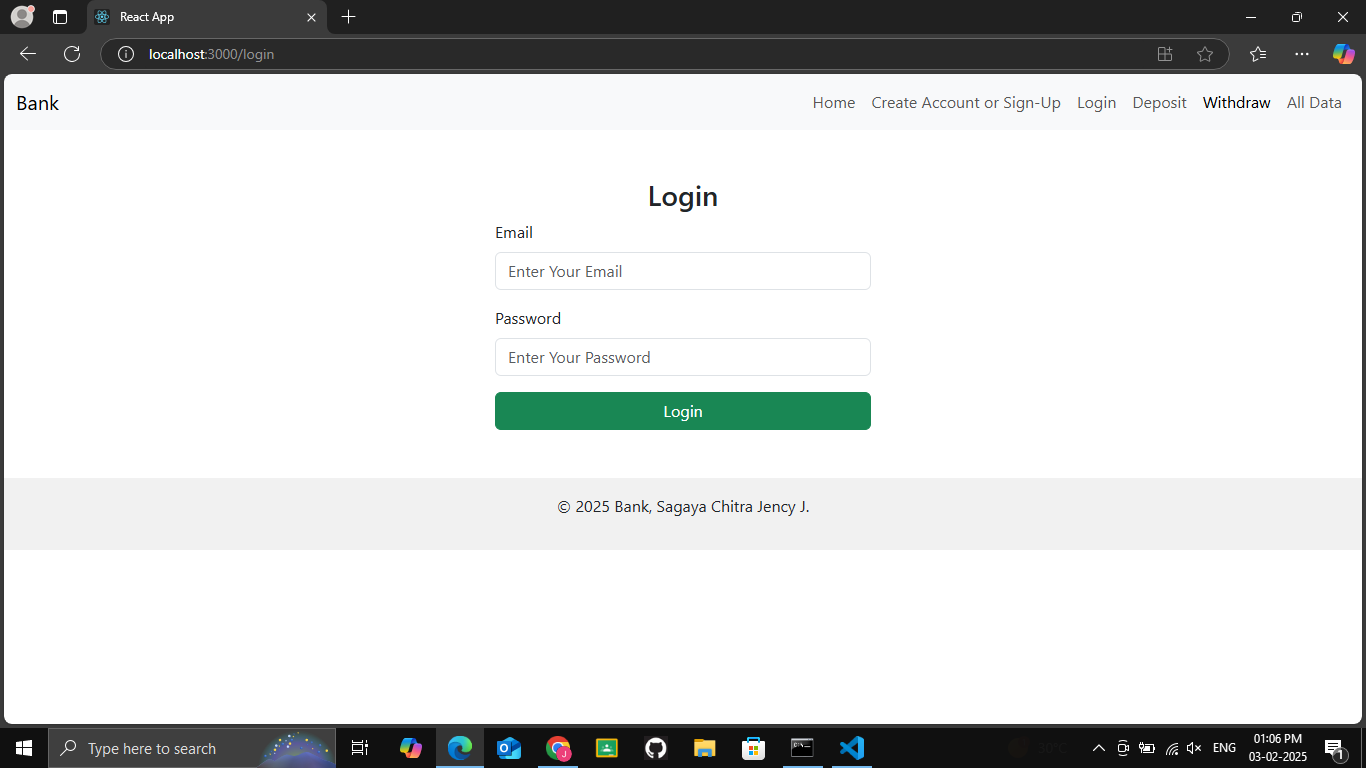 React App
localhost:3000/login
Bank
Home Create Account or Sign-Up Login Deposit Withdraw All Data
Login
Email
Enter Your Email
Password
Enter Your Password
Login
© 2025 Bank, Sagaya Chitra Jency J.
Type here to search
ENG
01:06 PM
03-02-2025
1